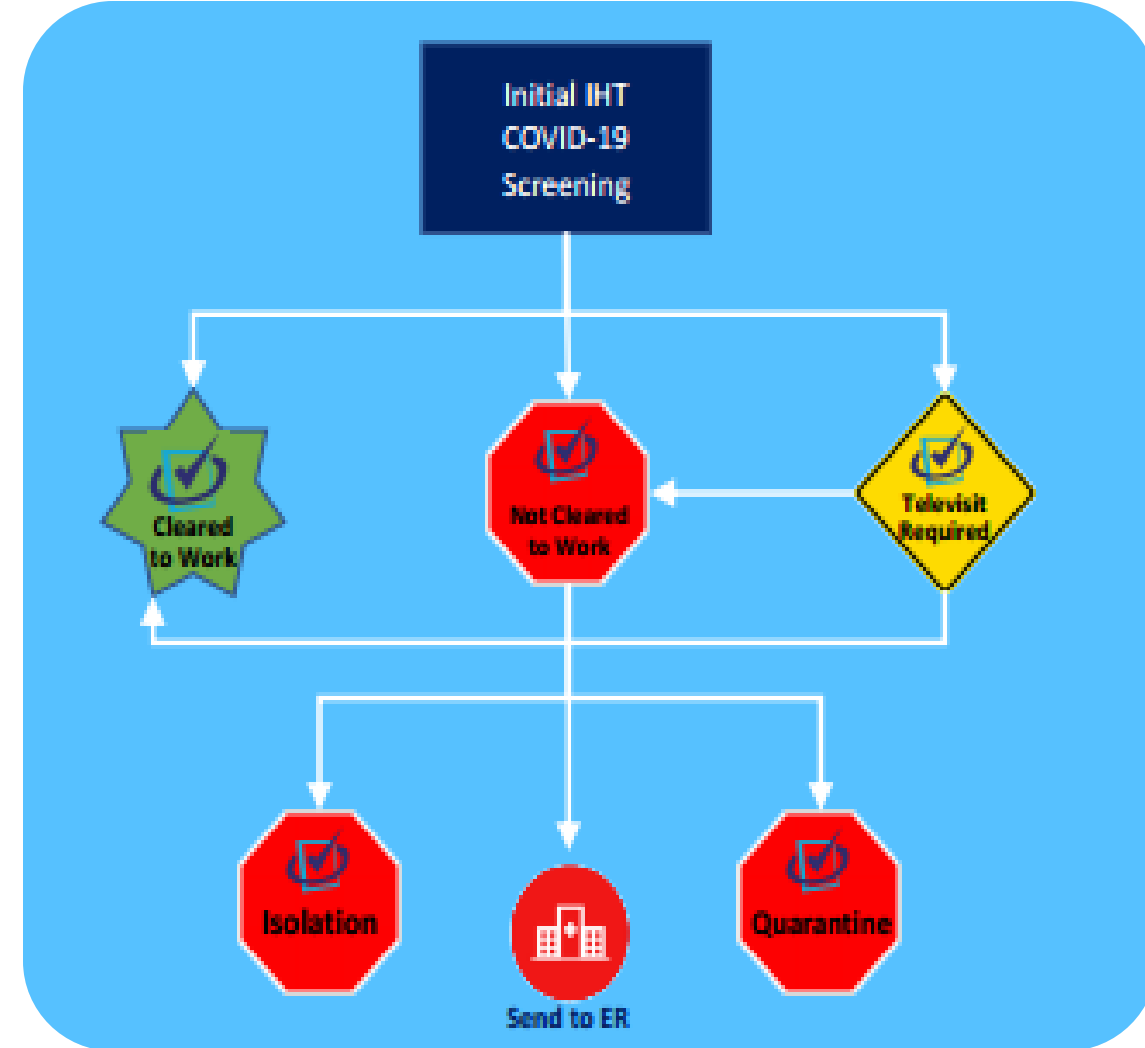 Initial IHT
COVID-19
Screening
Cleared
to Work
Not Cleared
to Work
Televisit
Required
Isolation
Send to ER
Quarantine